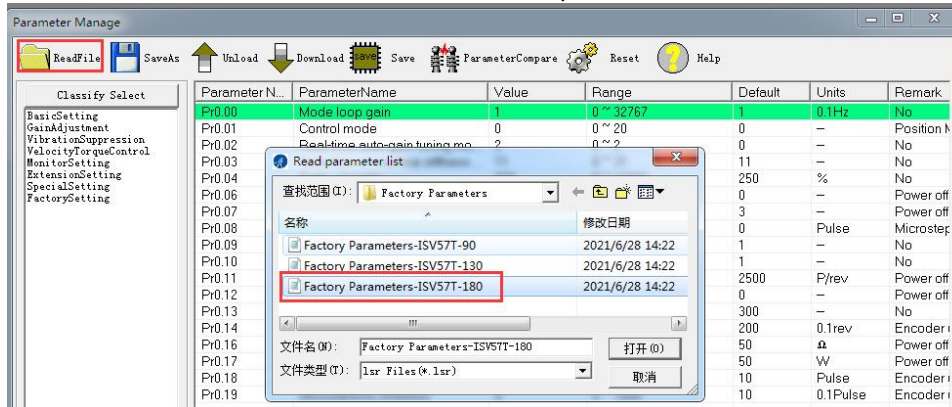 Parameter Manage
ReadFile SaveAs Unload Download Save ParameterCompare Reset Help
Classify Select
BasicSetting
GainAdjustment
VibrationSuppression
VelocityTorqueControl
MonitorSetting
ExtensionSetting
SpecialSetting
FactorySetting
Parameter N... ParameterName Value Range Default Units Remark
Pr0.00 Mode loop gain 1 0 ~ 32767 1 0.1Hz No
Pr0.01 Control mode 0 0 ~ 20 0 – Position M
Pr0.02 Real-time auto-gain tuning mo... 2 0 ~ 2 0 – No
Pr0.03 11 – No
Pr0.04 250 % No
Pr0.06 0 – Power off
Pr0.07 3 – Power off
Pr0.08 0 Pulse Microstep
Pr0.09 1 – No
Pr0.10 1 – No
Pr0.11 2500 P/rev Power off
Pr0.12 0 – Power off
Pr0.13 300 – No
Pr0.14 200 0.1rev Encoder
Pr0.16 50 Ω Power off
Pr0.17 50 W Power off
Pr0.18 10 Pulse Encoder
Pr0.19 10 0.1Pulse Encoder
Read parameter list
查找范围(I): Factory Parameters
名称 修改日期
Factory Parameters-ISV57T-90 2021/6/28 14:22
Factory Parameters-ISV57T-130 2021/6/28 14:22
Factory Parameters-ISV57T-180 2021/6/28 14:22
文件名(N): Factory Parameters-ISV57T-180 打开(O)
文件类型(T): lsr Files(*.lsr) 取消